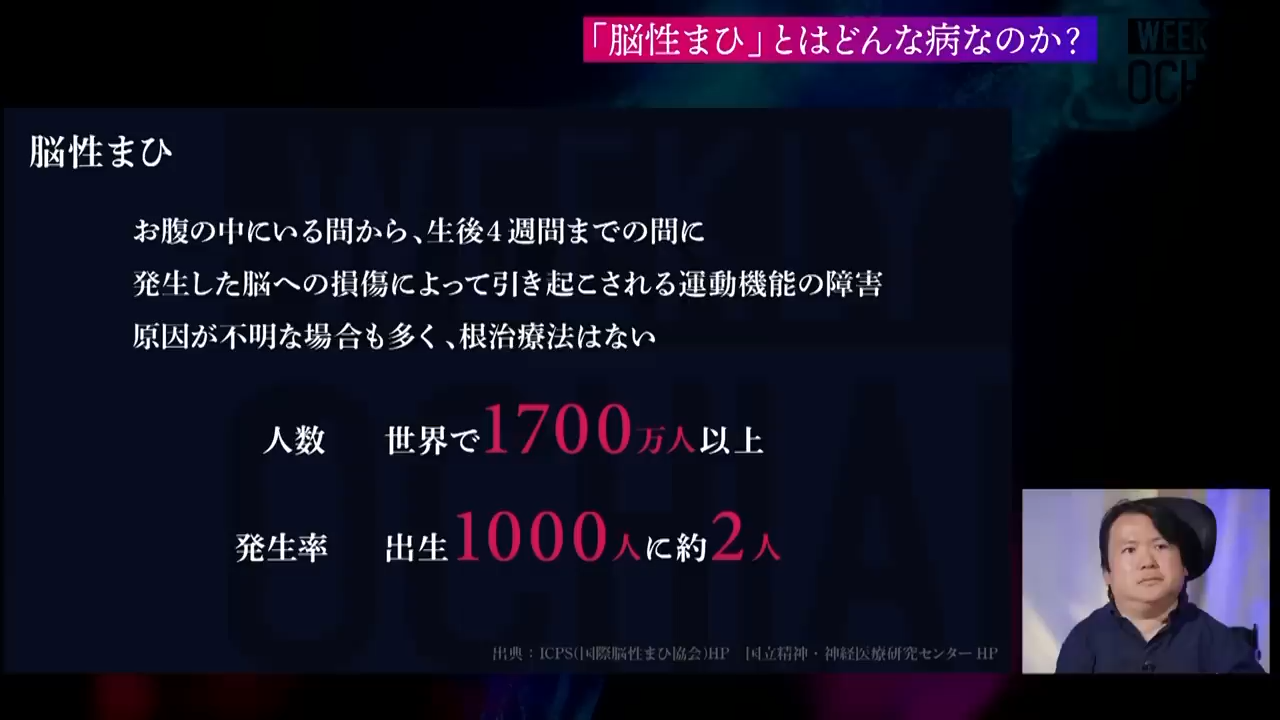 「脳性まひ」とはどんな病なのか?
WEEK
OCH
脳性まひ
お腹の中にいる間から、生後4週間までの間に
発生した脳への損傷によって引き起こされる運動機能の障害
原因が不明な場合も多く、根治療法はない
人数 世界で1700万人以上
発生率 出生1000人に約2人
出典:ICPS(国際脳性まひ協会)HP 国立精神・神経医療研究センターHP
WEEKLY
OCHIAI